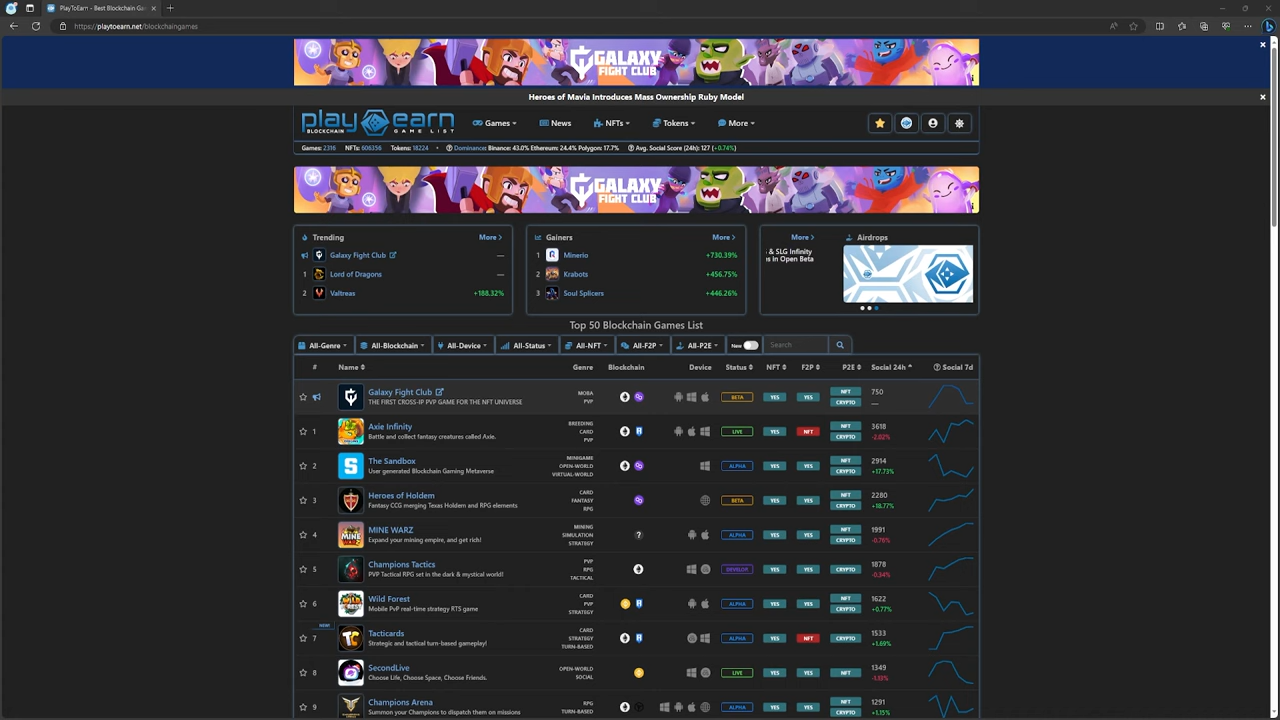 PlayToEarn - Best Blockchain Ga
https://playtoearn.net/blockchaingames
GALAXY
FIGHT CLUB
Heroes of Mavia Introduces Mass Ownership Ruby Model
play earn
BLOCKCHAIN GAME LIST
Games News NFTs Tokens More
Games: 2316 NFTs: 606356 Tokens: 18224 • Dominance: Binance: 43.0% Ethereum: 24.4% Polygon: 17.7% Avg. Social Score (24h): 127 (+0.74%)
GALAXY
FIGHT CLUB
Trending More
Galaxy Fight Club —
1 Lord of Dragons —
2 Valtreas +188.32%
Gainers More
1 Minerio +730.39%
2 Krabots +456.75%
3 Soul Splicers +446.26%
More Airdrops
& SLG Infinity
ns In Open Beta
Top 50 Blockchain Games List
All-Genre All-Blockchain All-Device All-Status All-NFT All-F2P All-P2E New Search
# Name Genre Blockchain Device Status NFT F2P P2E Social 24h Social 7d
Galaxy Fight Club MOBA PVP BETA YES YES NFT CRYPTO 750 —
THE FIRST CROSS-IP PVP GAME FOR THE NFT UNIVERSE
1 Axie Infinity BREEDING CARD PVP LIVE YES NFT NFT CRYPTO 3618 -2.02%
Battle and collect fantasy creatures called Axie.
2 The Sandbox MINIGAME OPEN-WORLD VIRTUAL-WORLD ALPHA YES YES NFT CRYPTO 2914 +17.73%
User generated Blockchain Gaming Metaverse
3 Heroes of Holdem CARD FANTASY RPG BETA YES YES NFT CRYPTO 2280 +18.77%
Fantasy CCG merging Texas Holdem and RPG elements
4 MINE WARZ MINING SIMULATION STRATEGY ? ALPHA YES YES NFT CRYPTO 1991 -0.76%
Expand your mining empire, and get rich!
5 Champions Tactics PVP RPG TACTICAL DEVELOP. YES YES NFT CRYPTO 1878 -0.34%
PVP Tactical RPG set in the dark & mystical world!
6 Wild Forest CARD PVP STRATEGY ALPHA YES YES NFT CRYPTO 1622 +0.77%
Mobile PvP real-time strategy RTS game
NEW!
7 Tacticards CARD STRATEGY TURN-BASED ALPHA YES NFT CRYPTO 1533 +1.69%
Strategic and tactical turn-based gameplay!
8 SecondLive OPEN-WORLD SOCIAL LIVE YES YES NFT 1349
Choose Life, Choose Space, Choose Friends.
9 Champions Arena RPG TURN-BASED ALPHA YES YES NFT CRYPTO 1291 +1.15%
Summon your Champions to dispatch them on missions